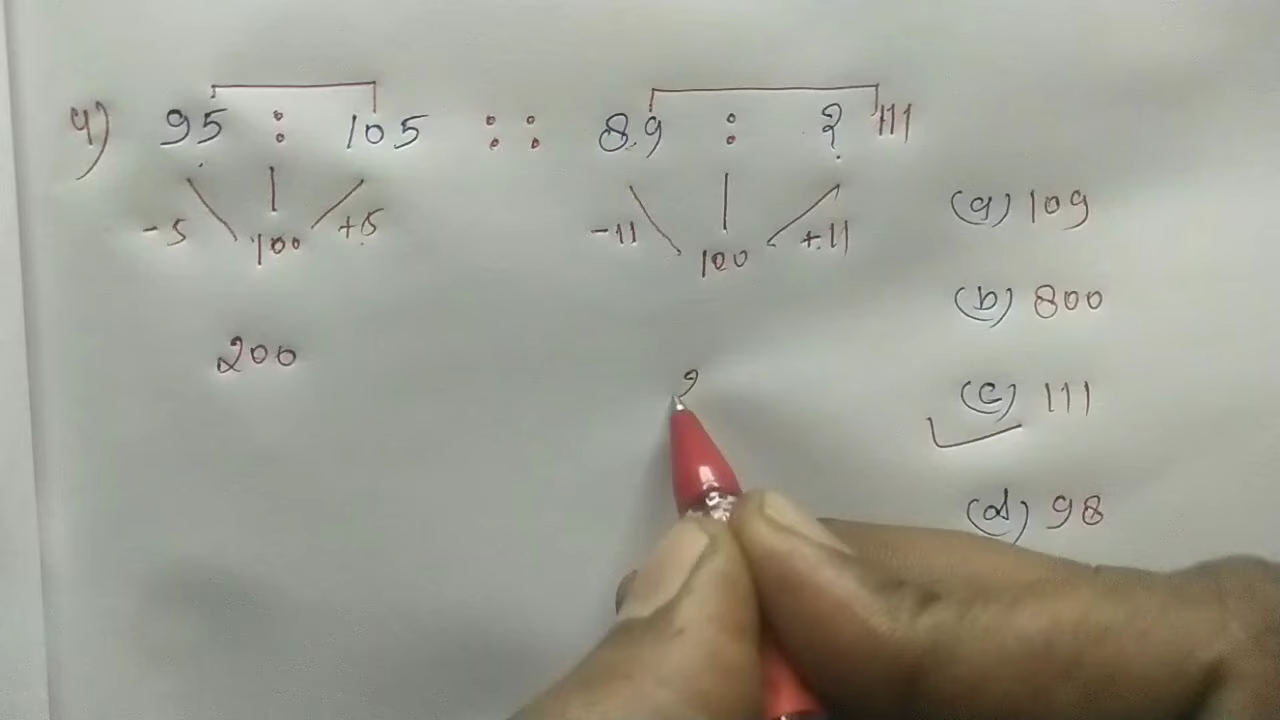 4) 95 : 105 :: 89 : ? 111
-5 100 +5 -11 100 +11
(a) 109
(b) 800
200
(c) 111
(d) 98